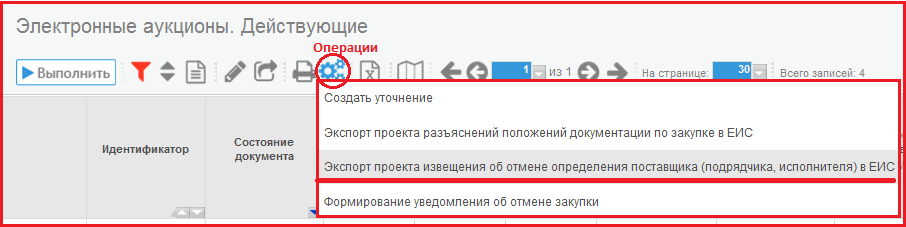 Электронные аукционы. Действующие
Операции
Выполнить
1 из 1
На странице: 30
Всего записей: 4
Идентификатор
Состояние
документа
Создать уточнение
Экспорт проекта разъяснений положений документации по закупке в ЕИС
Экспорт проекта извещения об отмене определения поставщика (подрядчика, исполнителя) в ЕИС
Формирование уведомления об отмене закупки